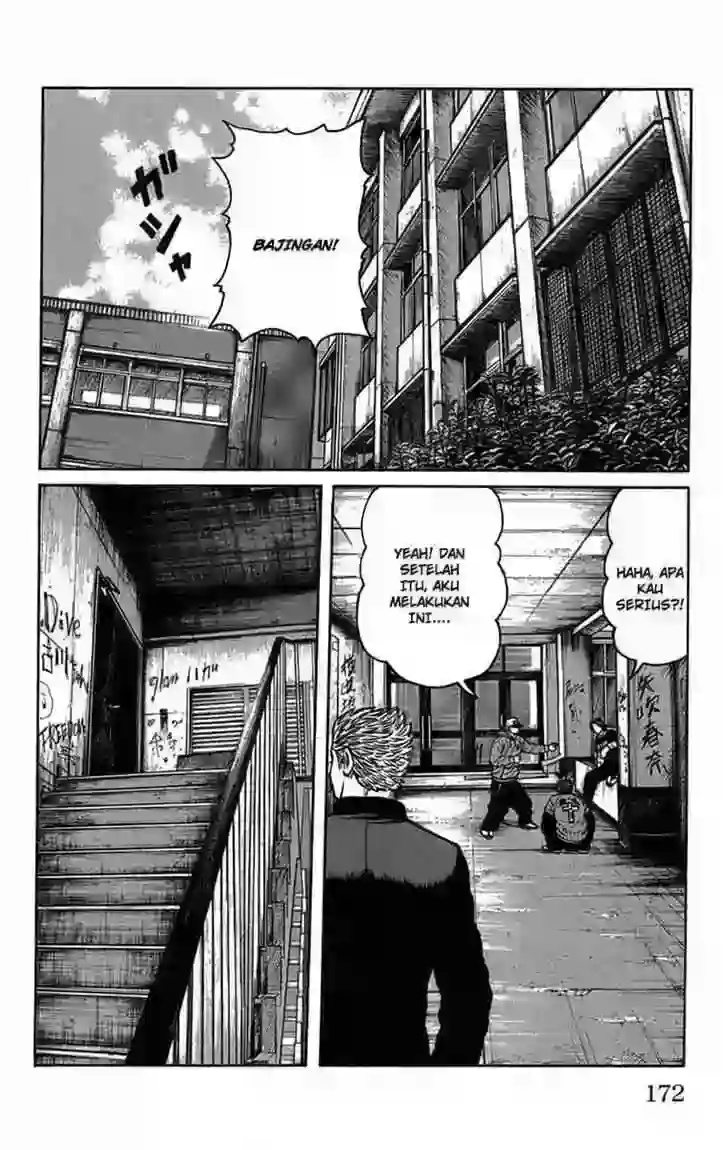 ガシャ
BAJINGAN!
HAHA, APA
KAU
SERIUS?!
YEAH! DAN
SETELAH
ITU, AKU
MELAKUKAN
INI....
Dive
FREEDOM
172